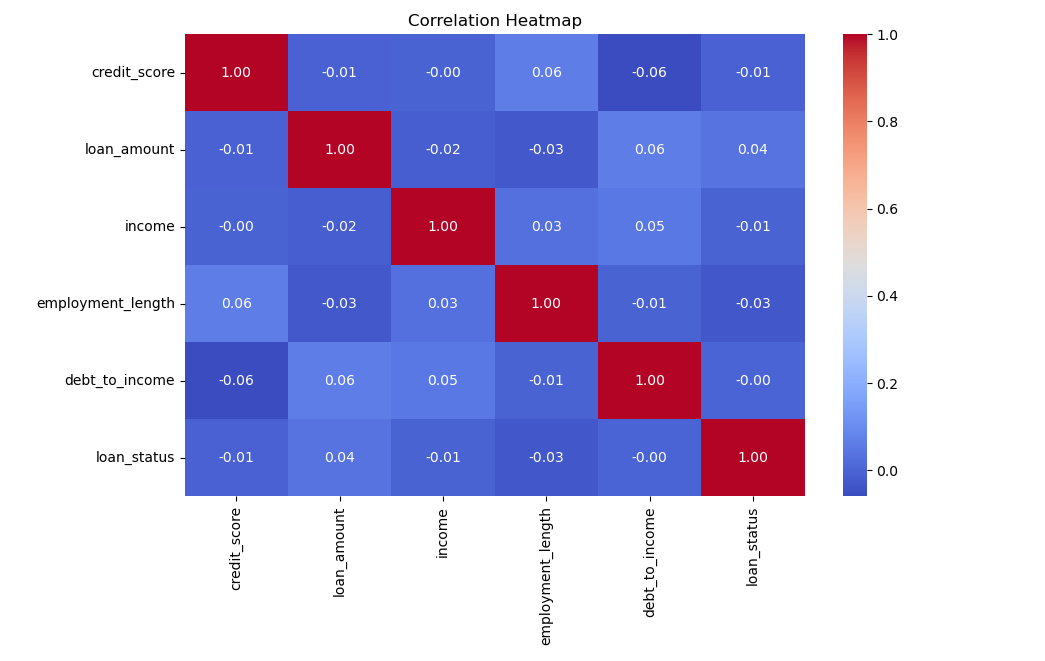 Correlation Heatmap
credit_score 1.00 -0.01 -0.00 0.06 -0.06 -0.01
loan_amount -0.01 1.00 -0.02 -0.03 0.06 0.04
income -0.00 -0.02 1.00 0.03 0.05 -0.01
employment_length 0.06 -0.03 0.03 1.00 -0.01 -0.03
debt_to_income -0.06 0.06 0.05 -0.01 1.00 -0.00
loan_status -0.01 0.04 -0.01 -0.03 -0.00 1.00
credit_score
loan_amount
income
employment_length
debt_to_income
loan_status
1.0
0.8
0.6
0.4
0.2
0.0